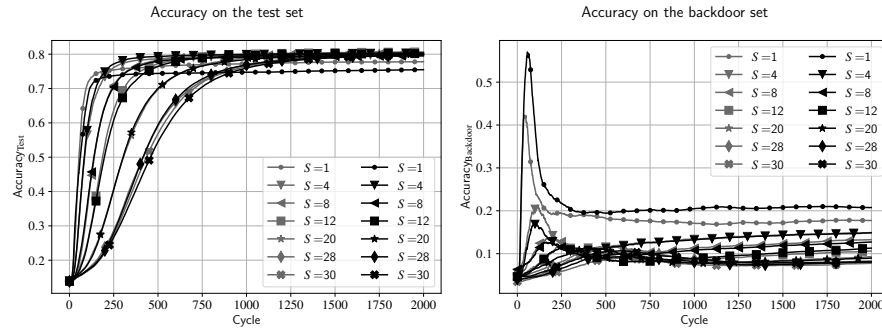 Accuracy on the test set
0.8
0.7
0.6
0.5
0.4
0.3
0.2
Accuracy_Test
S =1 S =1
S =4 S =4
S =8 S =8
S =12 S =12
S =20 S =20
S =28 S =28
S =30 S =30
0 250 500 750 1000 1250 1500 1750 2000
Cycle
Accuracy on the backdoor set
0.5
0.4
0.3
0.2
0.1
Accuracy_Backdoor
S =1 S =1
S =4 S =4
S =8 S =8
S =12 S =12
S =20 S =20
S =28 S =28
S =30 S =30
0 250 500 750 1000 1250 1500 1750 2000
Cycle